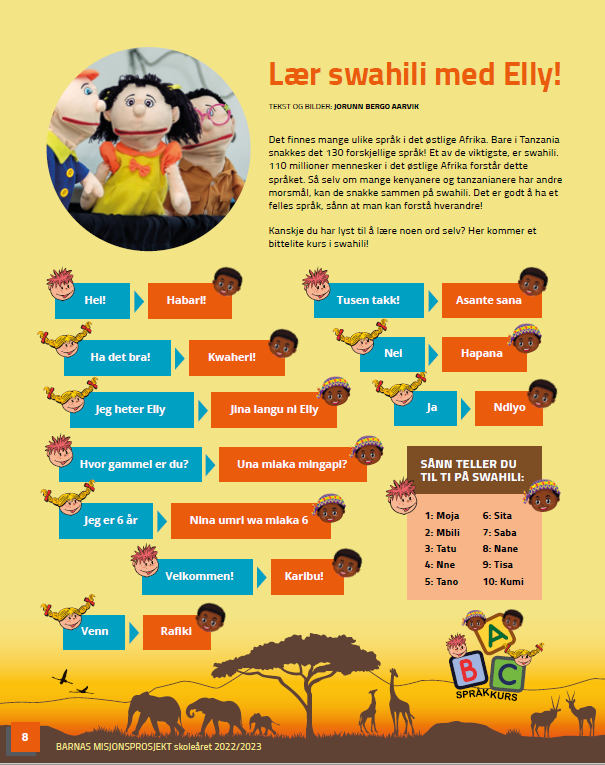 Lær swahili med Elly!
TEKST OG BILDER: JORUNN BERGO AARVIK
Det finnes mange ulike språk i det østlige Afrika. Bare i Tanzania
snakkes det 130 forskjellige språk! Et av de viktigste, er swahili.
110 millioner mennesker i det østlige Afrika forstår dette
språket. Så selv om mange kenyanere og tanzanianere har andre
morsmål, kan de snakke sammen på swahili. Det er godt å ha et
felles språk, sånn at man kan forstå hverandre!
Kanskje du har lyst til å lære noen ord selv? Her kommer et
bittelite kurs i swahili!
Hei!
Habari!
Ha det bra!
Kwaheri!
Jeg heter Elly
Jina langu ni Elly
Hvor gammel er du?
Una miaka mingapi?
Jeg er 6 år
Nina umri wa miaka 6
Velkommen!
Karibu!
Venn
Rafiki
Tusen takk!
Asante sana
Nei
Hapana
Ja
Ndiyo
SÅNN TELLER DU
TIL TI PÅ SWAHILI:
1: Moja
2: Mbili
3: Tatu
4: Nne
5: Tano
6: Sita
7: Saba
8: Nane
9: Tisa
10: Kumi
A
B
C
SPRÅKKURS
8
BARNAS MISJONSPROSJEKT skoleåret 2022/2023